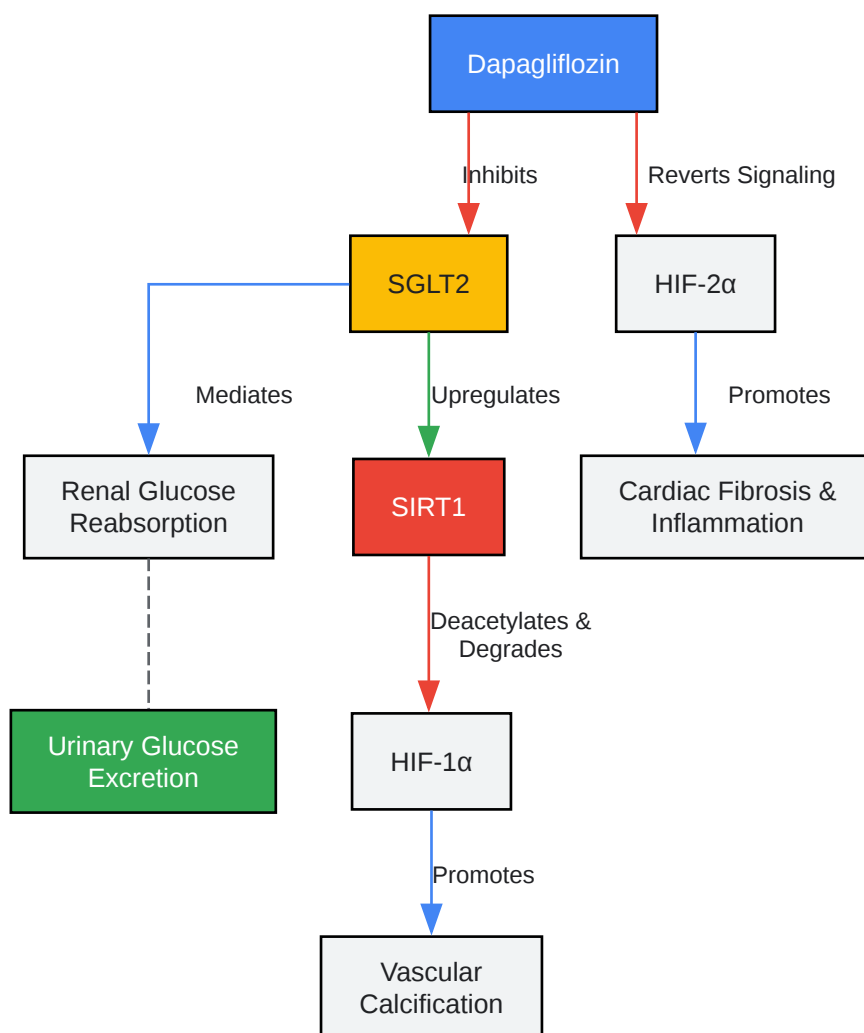 Dapagliflozin
Inhibits
Reverts Signaling
SGLT2
HIF-2α
Mediates
Upregulates
Promotes
Renal Glucose
Reabsorption
SIRT1
Cardiac Fibrosis &
Inflammation
Deacetylates &
Degrades
Urinary Glucose
Excretion
HIF-1α
Promotes
Vascular
Calcification